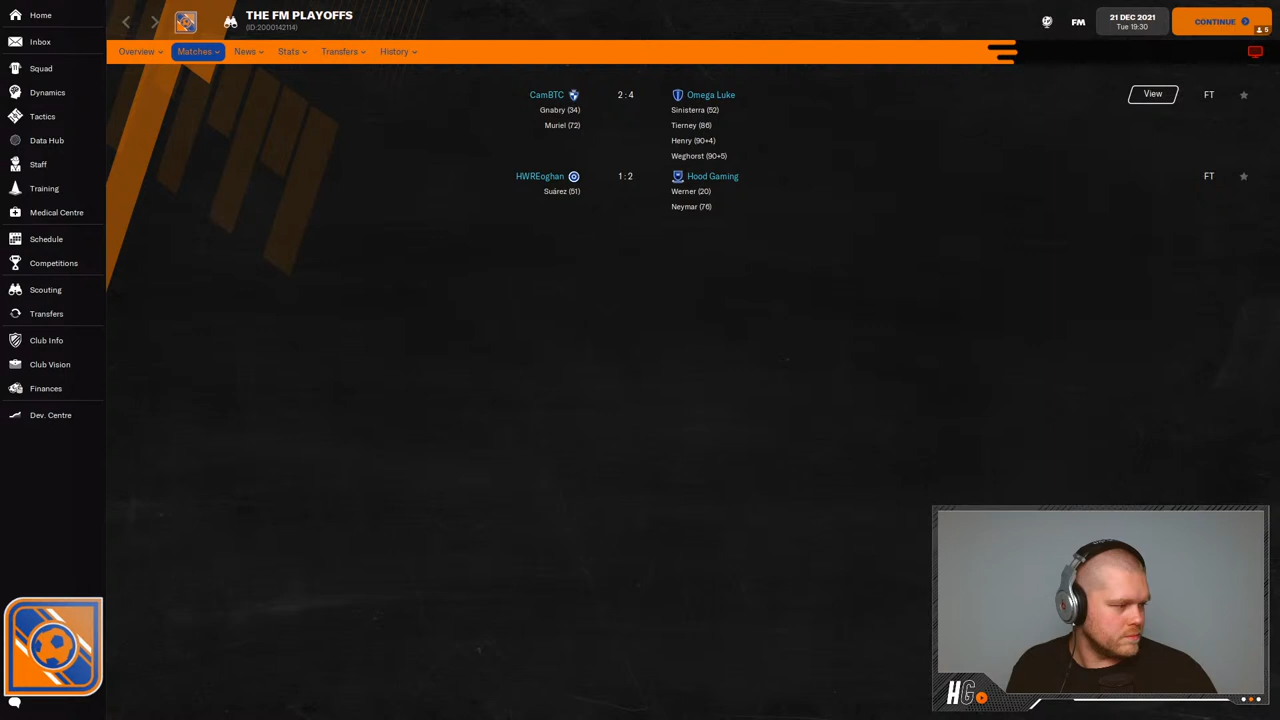 Home
Inbox
Squad
Dynamics
Tactics
Data Hub
Staff
Training
Medical Centre
Schedule
Competitions
Scouting
Transfers
Club Info
Club Vision
Finances
Dev. Centre
THE FM PLAYOFFS
(ID:2000142114)
FM
21 DEC 2021
Tue 19:30
CONTINUE
5
Overview
Matches
News
Stats
Transfers
History
CamBTC 2 : 4 Omega Luke View FT
Gnabry (34) Sinisterra (52)
Muriel (72) Tierney (86)
Henry (90+4)
Weghorst (90+5)
HWREoghan 1 : 2 Hood Gaming FT
Suárez (51) Werner (20)
Neymar (76)
HG